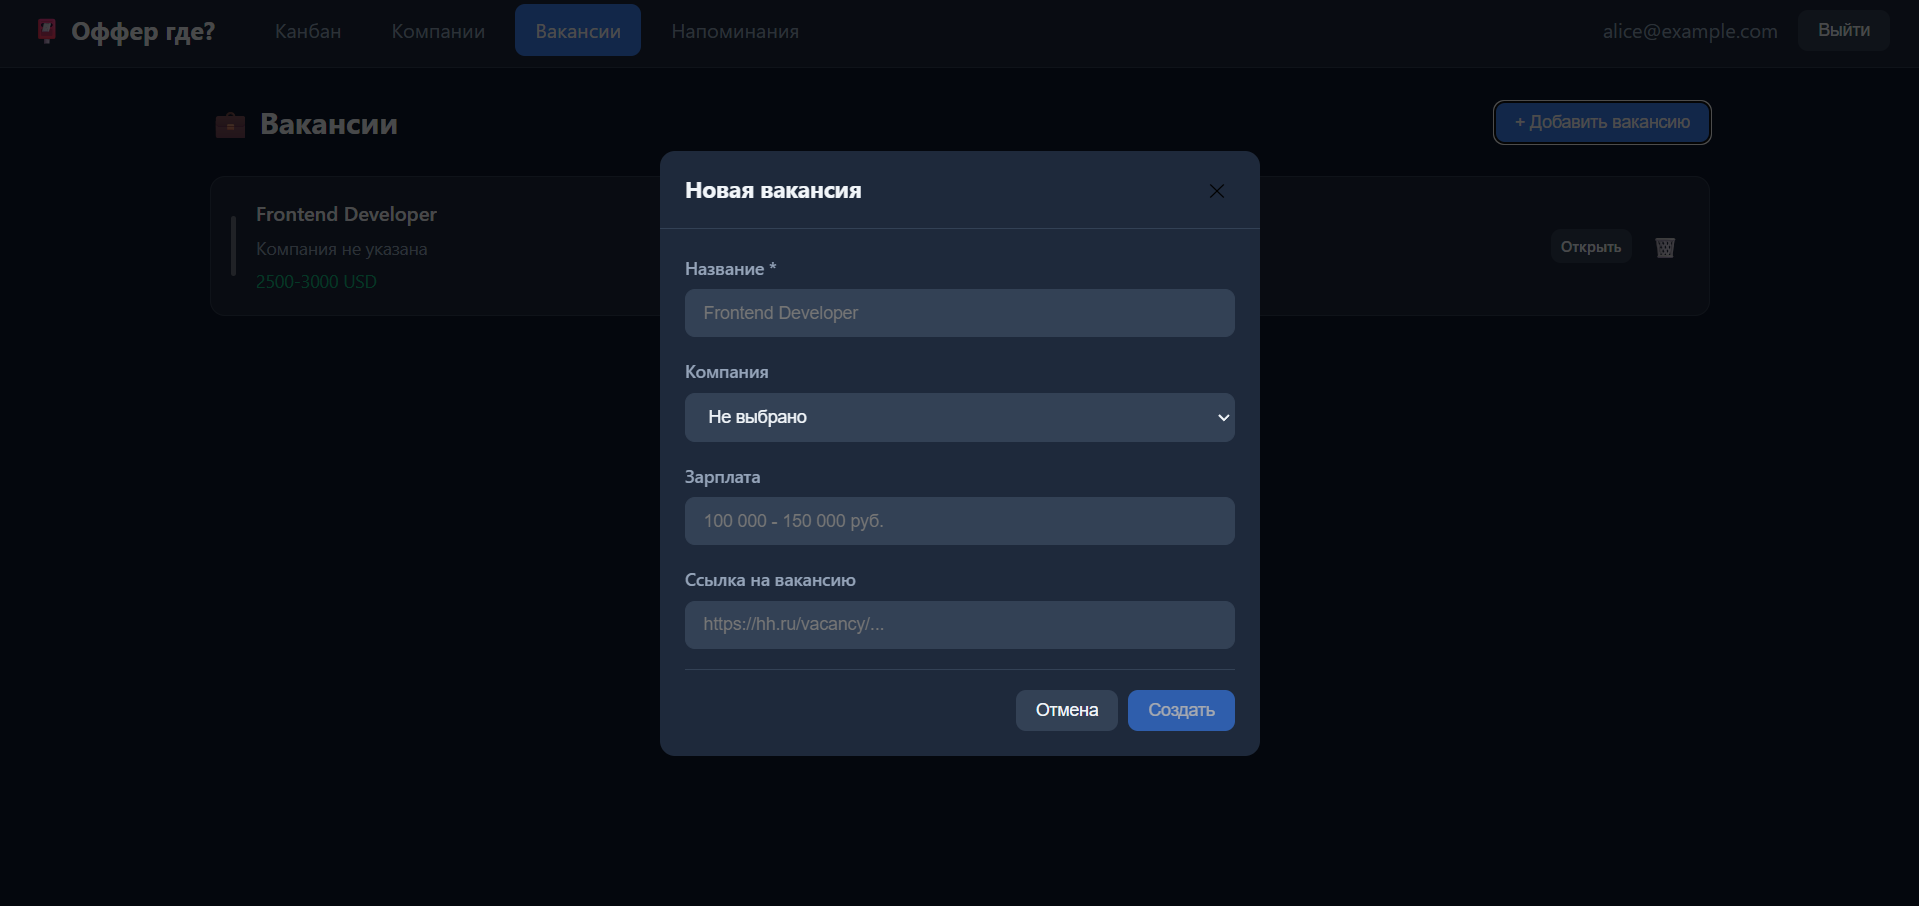 Оффер где?
Канбан
Компании
Вакансии
Напоминания
alice@example.com
Выйти
Вакансии
+ Добавить вакансию
Frontend Developer
Компания не указана
2500-3000 USD
Открыть
Новая вакансия
Название *
Frontend Developer
Компания
Не выбрано
Зарплата
100 000 - 150 000 руб.
Ссылка на вакансию
https://hh.ru/vacancy/...
Отмена
Создать